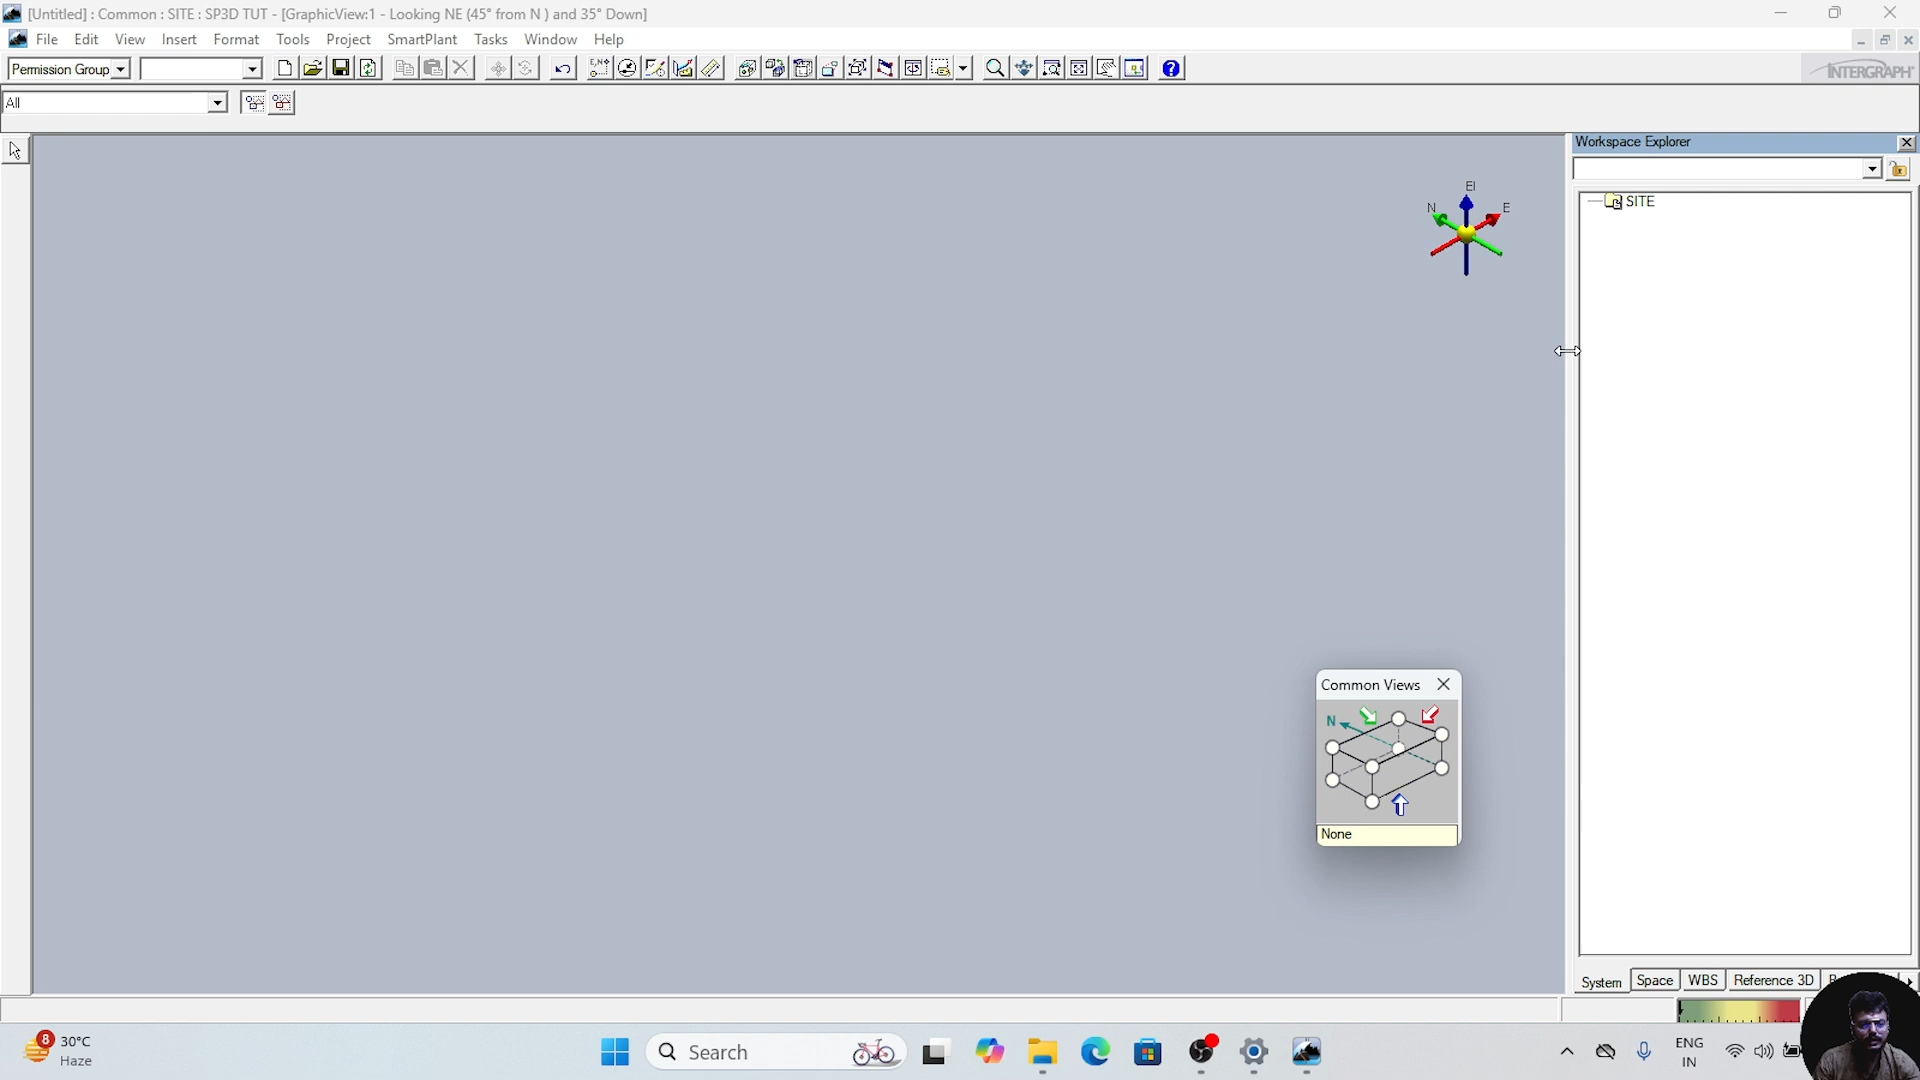 [Untitled] : Common : SITE : SP3D TUT - [GraphicView:1 - Looking NE (45° from N ) and 35° Down]
File Edit View Insert Format Tools Project SmartPlant Tasks Window Help
Permission Group
INTERGRAPH
All
Workspace Explorer
SITE
El
N E
Common Views
N
None
System Space WBS Reference 3D
8 30°C
Haze
Search
ENG
IN